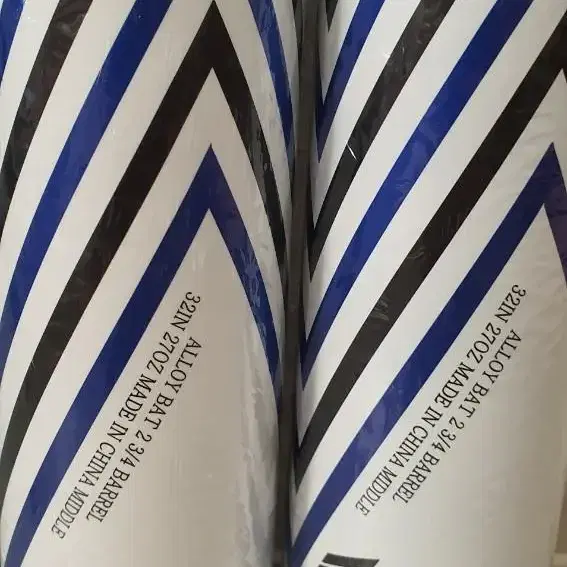 ALLOY BAT 2 3/4 BARREL
32IN 27OZ MADE IN CHINA MIDDLE
ALLOY BAT 2 3/4 BARREL
32IN 27OZ MADE IN CHINA MIDDLE